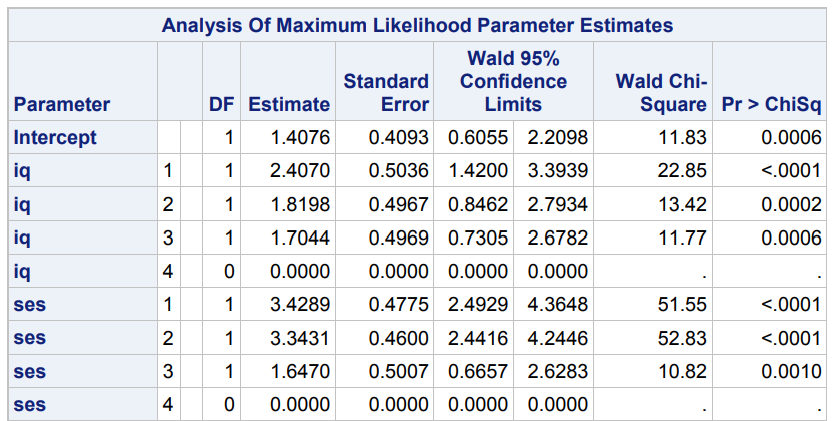 Analysis Of Maximum Likelihood Parameter Estimates
Parameter DF Estimate Standard Error Wald 95% Confidence Limits Wald Chi-Square Pr > ChiSq
Intercept 1 1.4076 0.4093 0.6055 2.2098 11.83 0.0006
iq 1 1 2.4070 0.5036 1.4200 3.3939 22.85 <.0001
iq 2 1 1.8198 0.4967 0.8462 2.7934 13.42 0.0002
iq 3 1 1.7044 0.4969 0.7305 2.6782 11.77 0.0006
iq 4 0 0.0000 0.0000 0.0000 0.0000 . .
ses 1 1 3.4289 0.4775 2.4929 4.3648 51.55 <.0001
ses 2 1 3.3431 0.4600 2.4416 4.2446 52.83 <.0001
ses 3 1 1.6470 0.5007 0.6657 2.6283 10.82 0.0010
ses 4 0 0.0000 0.0000 0.0000 0.0000 . .